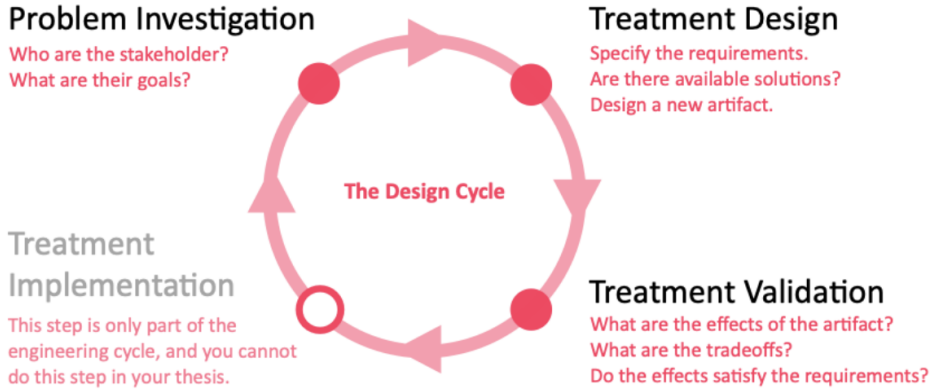 Problem Investigation
Who are the stakeholder?
What are their goals?
Treatment Design
Specify the requirements.
Are there available solutions?
Design a new artifact.
The Design Cycle
Treatment
Implementation
This step is only part of the
engineering cycle, and you cannot
do this step in your thesis.
Treatment Validation
What are the effects of the artifact?
What are the tradeoffs?
Do the effects satisfy the requirements?